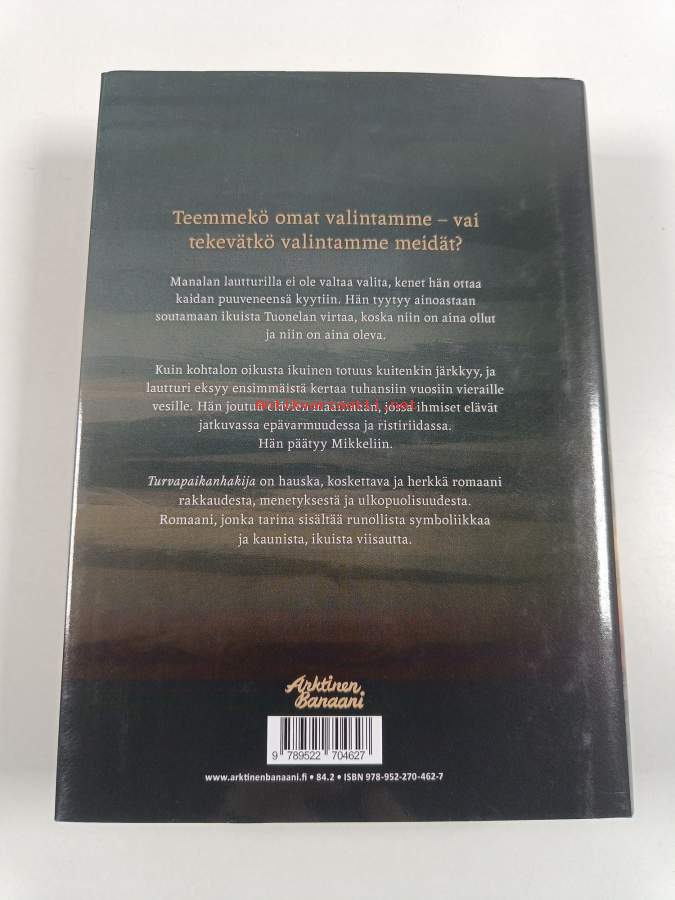 Teemmekö omat valintamme – vai
tekevätkö valintamme meidät?
Manalan lautturilla ei ole valtaa valita, kenet hän ottaa
kaidan puuveneensä kyytiin. Hän tyytyy ainoastaan
soutamaan ikuista Tuonelan virtaa, koska niin on aina ollut
ja niin on aina oleva.
Kuin kohtalon oikusta ikuinen totuus kuitenkin järkkyy, ja
lautturi eksyy ensimmäistä kertaa tuhansiin vuosiin vieraille
vesille. Hän joutuu elävien maailmaan, jossa ihmiset elävät
jatkuvassa epävarmuudessa ja ristiriidassa.
Hän päätyy Mikkeliin.
Turvapaikanhakija on hauska, koskettava ja herkkä romaani
rakkaudesta, menetyksestä ja ulkopuolisuudesta.
Romaani, jonka tarina sisältää runollista symboliikkaa
ja kaunista, ikuista viisautta.
Arktinen
Banaani
9 789522 704627
www.arktinenbanaani.fi • 84.2 • ISBN 978-952-270-462-7